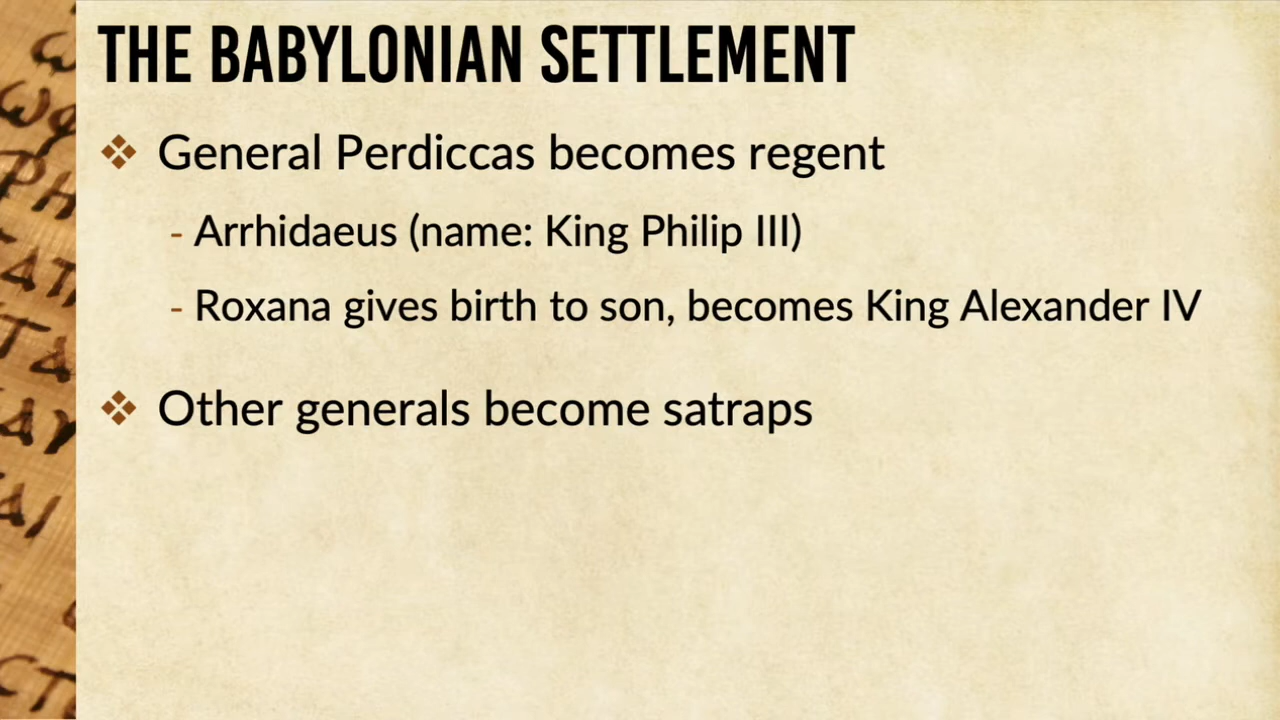 THE BABYLONIAN SETTLEMENT
❖ General Perdiccas becomes regent
- Arrhidaeus (name: King Philip III)
- Roxana gives birth to son, becomes King Alexander IV
❖ Other generals become satraps